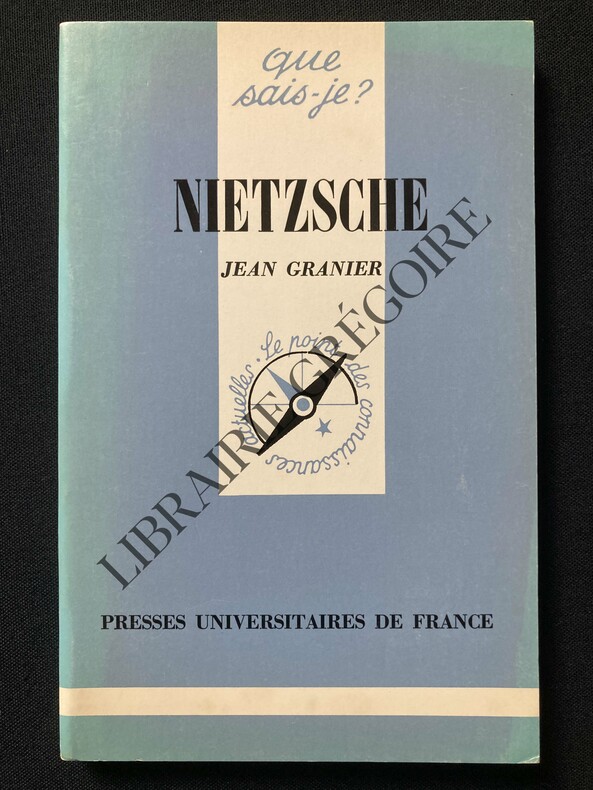 que
sais-je?
NIETZSCHE
JEAN GRANIER
Le point des connaissances actuelles •
LIBRAIRIE GRÉGOIRE
PRESSES UNIVERSITAIRES DE FRANCE